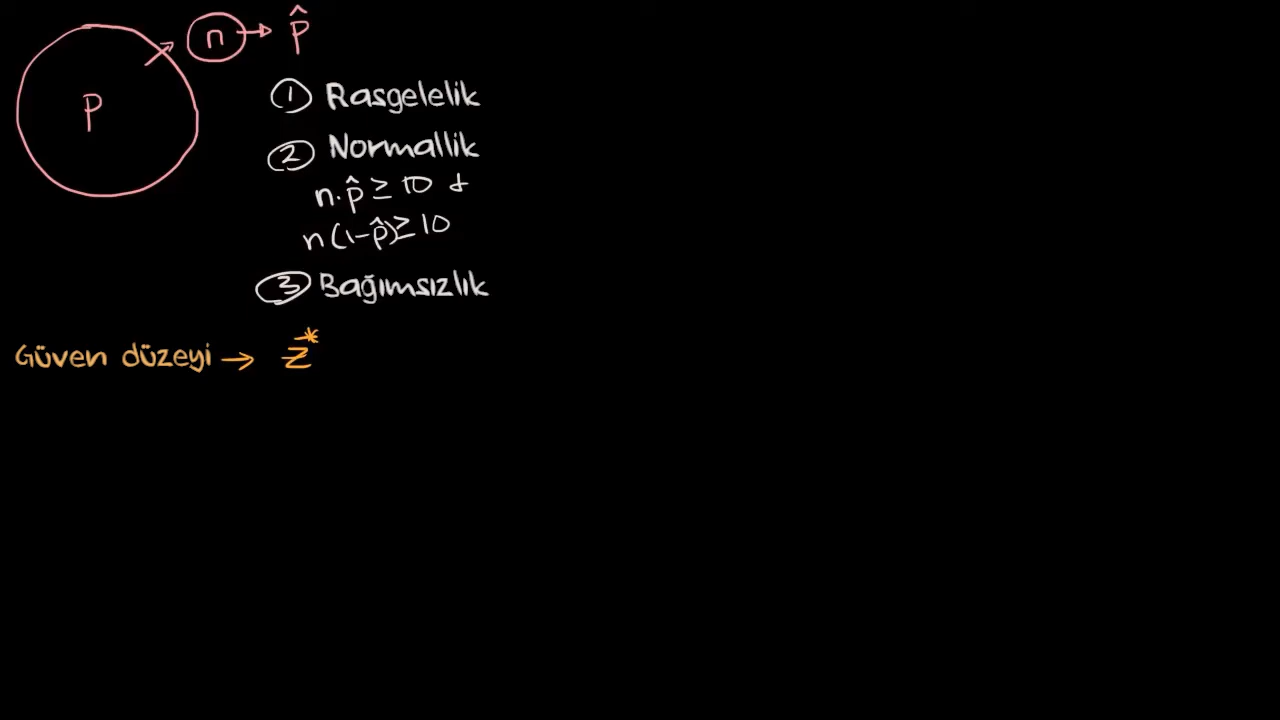 n → p̂
p
① Rasgelelik
② Normallik
n.p̂ ≥ 10 &
n(1-p̂) ≥ 10
③ Bağımsızlık
Güven düzeyi → z*